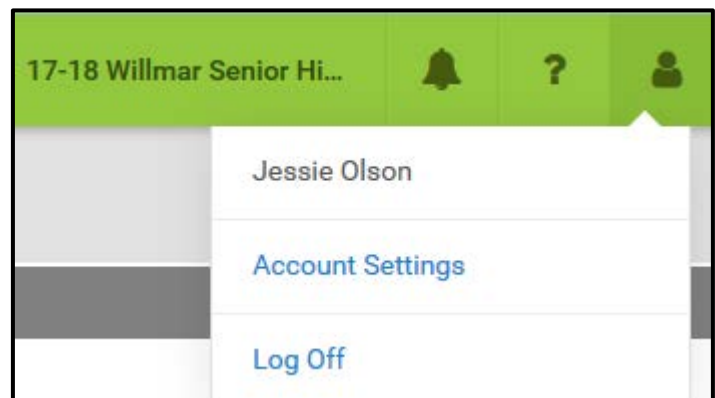 17-18 Willmar Senior Hi...
?
Jessie Olson
Account Settings
Log Off